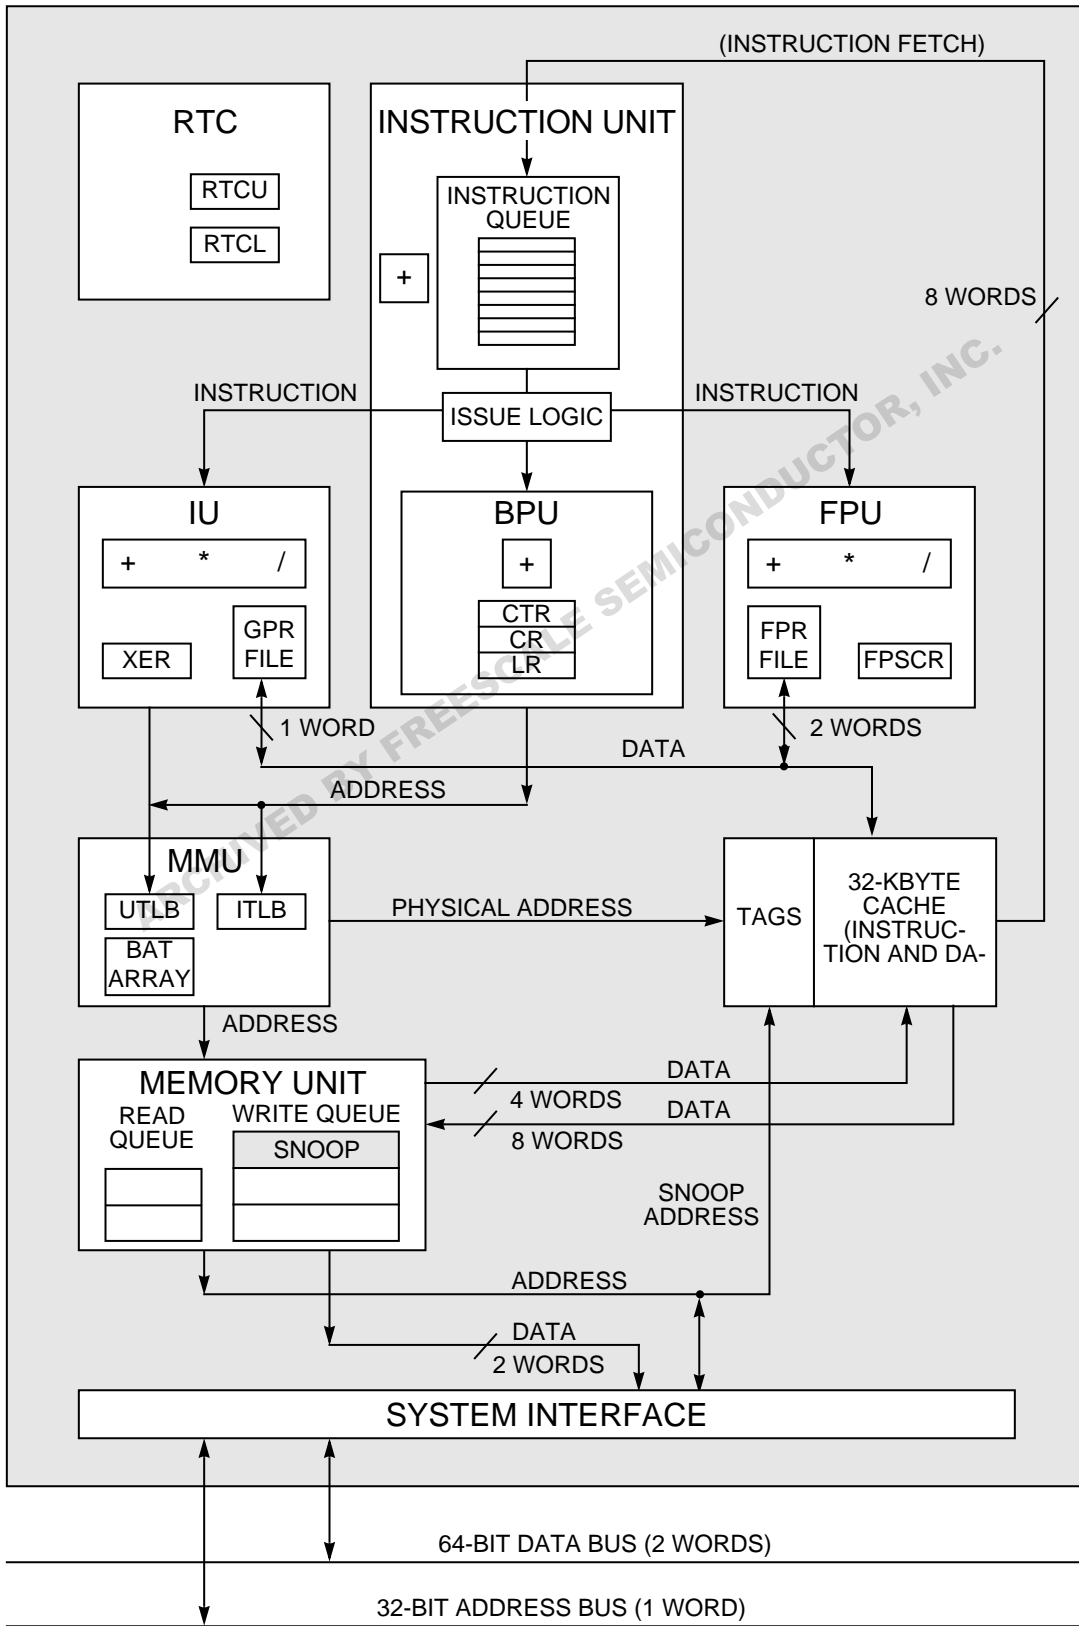 (INSTRUCTION FETCH)
RTC
RTCU
RTCL
INSTRUCTION UNIT
INSTRUCTION
QUEUE
+
8 WORDS
INSTRUCTION
ISSUE LOGIC
INSTRUCTION
IU
+ * /
XER
GPR
FILE
BPU
+
CTR
CR
LR
FPU
+ * /
FPR
FILE
FPSCR
1 WORD
2 WORDS
DATA
ADDRESS
ARCHIVED BY FREESCALE SEMICONDUCTOR, INC.
MMU
UTLB
ITLB
BAT
ARRAY
PHYSICAL ADDRESS
TAGS
32-KBYTE
CACHE
(INSTRUC-
TION AND DA-
ADDRESS
MEMORY UNIT
READ
QUEUE
WRITE QUEUE
SNOOP
DATA
4 WORDS
DATA
8 WORDS
SNOOP
ADDRESS
ADDRESS
DATA
2 WORDS
SYSTEM INTERFACE
64-BIT DATA BUS (2 WORDS)
32-BIT ADDRESS BUS (1 WORD)